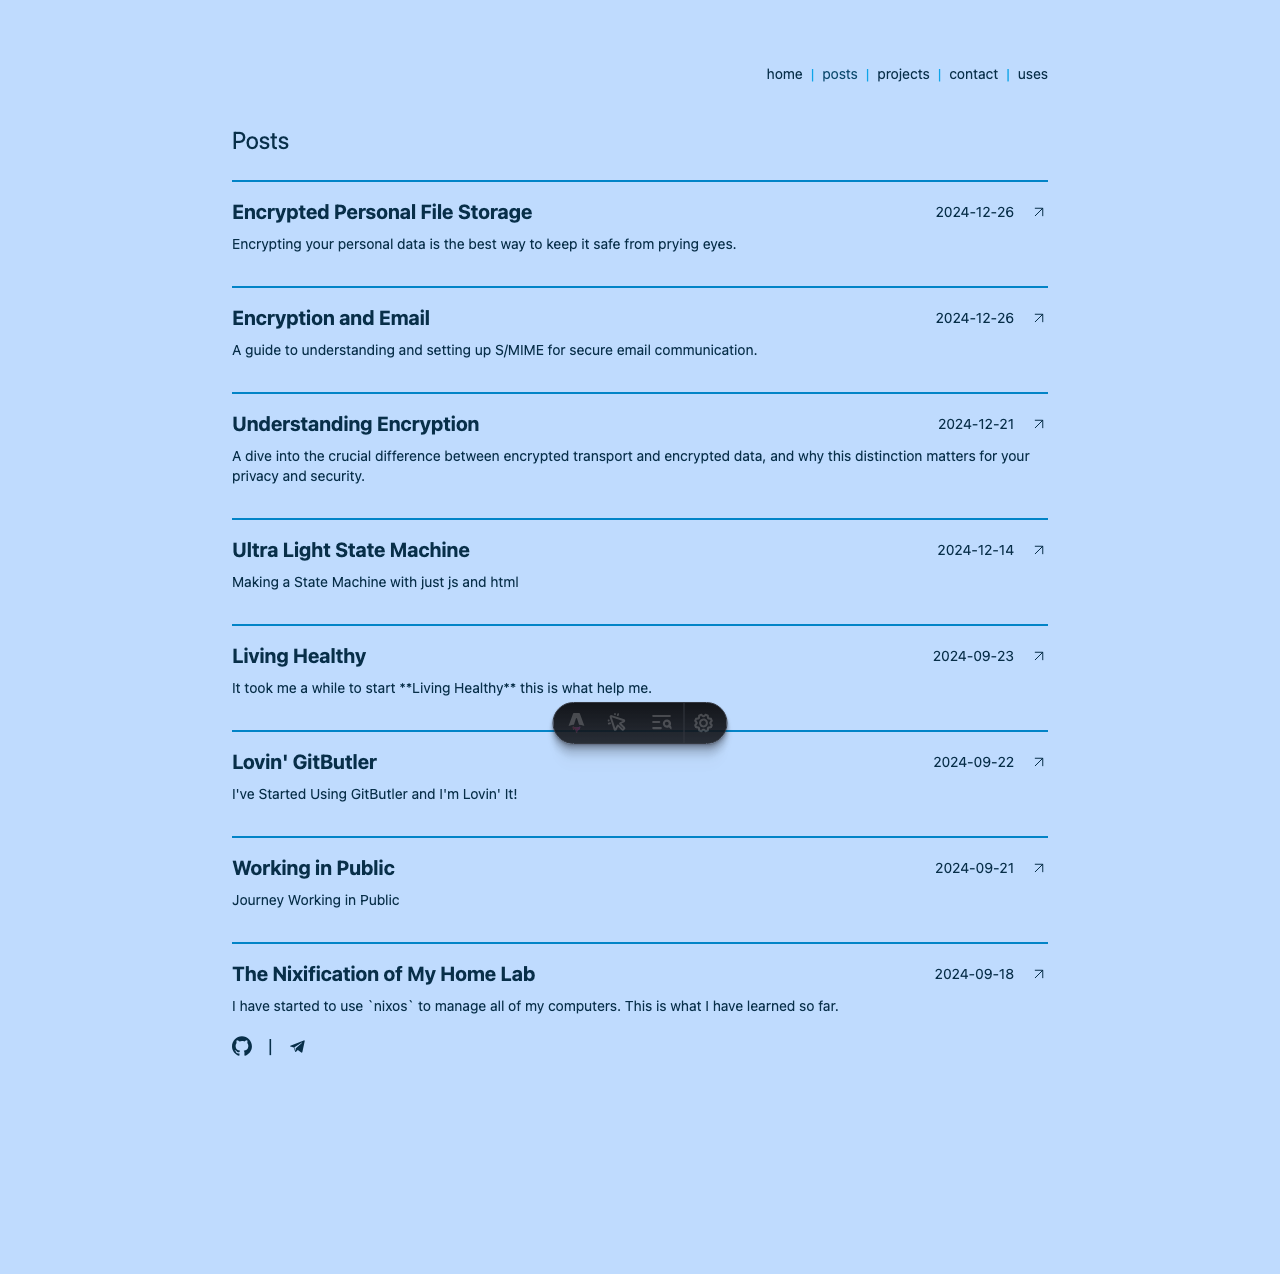 home | posts | projects | contact | uses
Posts
Encrypted Personal File Storage 2024-12-26
Encrypting your personal data is the best way to keep it safe from prying eyes.
Encryption and Email 2024-12-26
A guide to understanding and setting up S/MIME for secure email communication.
Understanding Encryption 2024-12-21
A dive into the crucial difference between encrypted transport and encrypted data, and why this distinction matters for your
privacy and security.
Ultra Light State Machine 2024-12-14
Making a State Machine with just js and html
Living Healthy 2024-09-23
It took me a while to start **Living Healthy** this is what help me.
Lovin' GitButler 2024-09-22
I've Started Using GitButler and I'm Lovin' It!
Working in Public 2024-09-21
Journey Working in Public
The Nixification of My Home Lab 2024-09-18
I have started to use `nixos` to manage all of my computers. This is what I have learned so far.
|